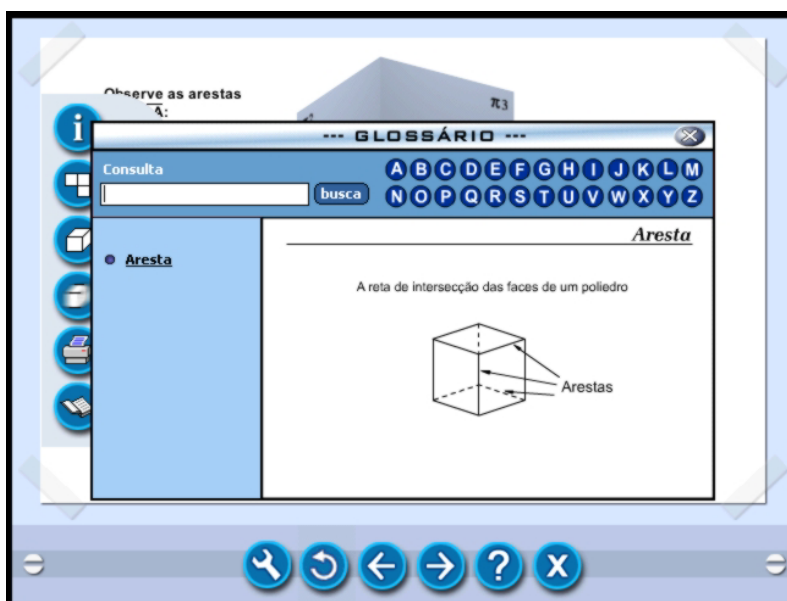 Observe as arestas
A:
π3
--- GLOSSÁRIO ---
Consulta
busca
A B C D E F G H I J K L M
N O P Q R S T U V W X Y Z
Aresta
Aresta
A reta de intersecção das faces de um poliedro
Arestas
i
? X